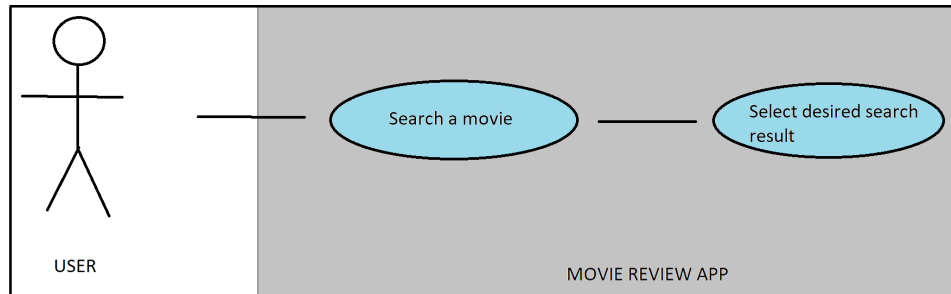 Search a movie
Select desired search
result
USER
MOVIE REVIEW APP